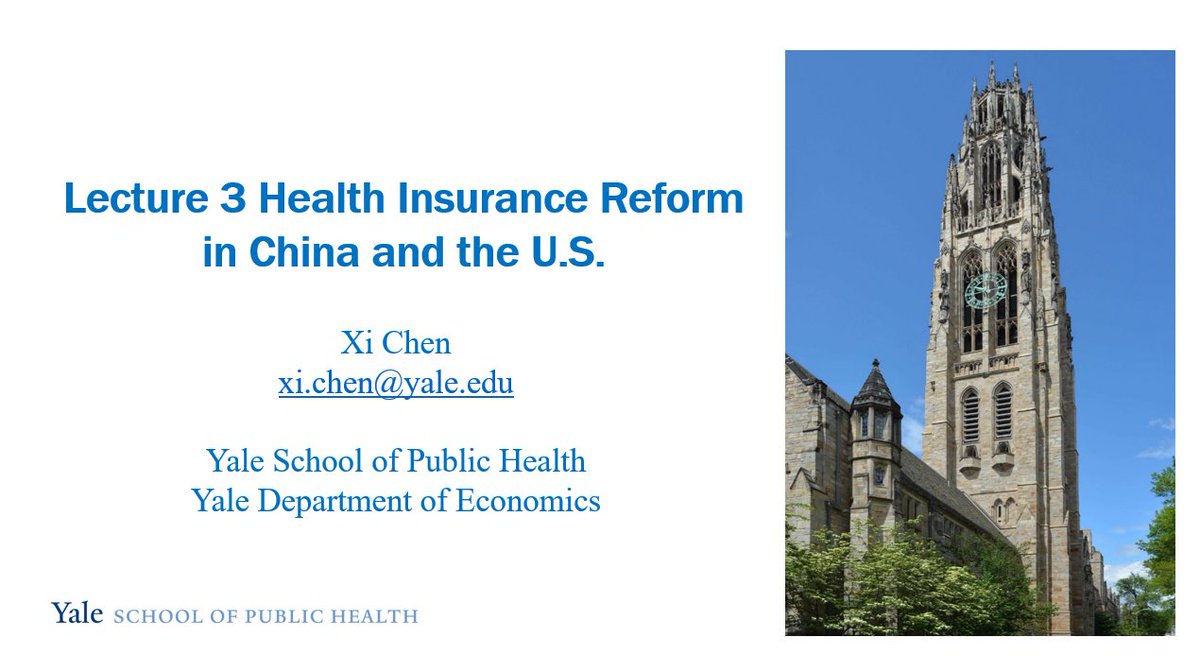 Lecture 3 Health Insurance Reform
in China and the U.S.
Xi Chen
xi.chen@yale.edu
Yale School of Public Health
Yale Department of Economics
Yale SCHOOL OF PUBLIC HEALTH